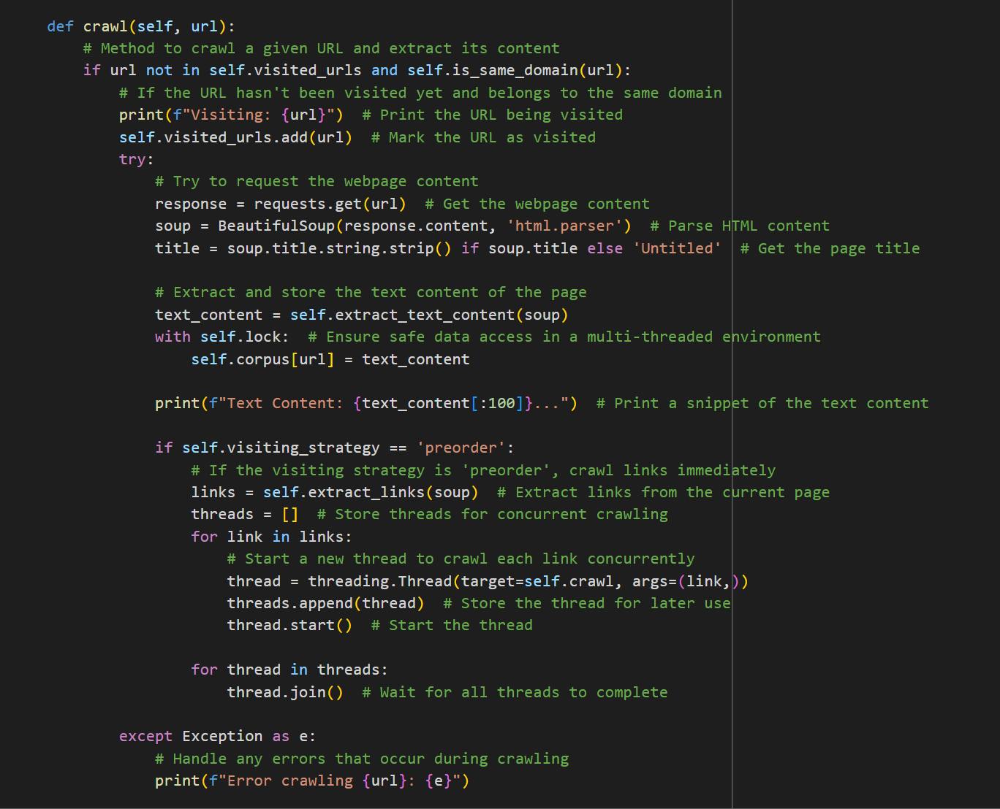 def crawl(self, url):
    # Method to crawl a given URL and extract its content
    if url not in self.visited_urls and self.is_same_domain(url):
        # If the URL hasn't been visited yet and belongs to the same domain
        print(f"Visiting: {url}")  # Print the URL being visited
        self.visited_urls.add(url)  # Mark the URL as visited
        try:
            # Try to request the webpage content
            response = requests.get(url)  # Get the webpage content
            soup = BeautifulSoup(response.content, 'html.parser')  # Parse HTML content
            title = soup.title.string.strip() if soup.title else 'Untitled'  # Get the page title

            # Extract and store the text content of the page
            text_content = self.extract_text_content(soup)
            with self.lock:  # Ensure safe data access in a multi-threaded environment
                self.corpus[url] = text_content

            print(f"Text Content: {text_content[:100]}...")  # Print a snippet of the text content

            if self.visiting_strategy == 'preorder':
                # If the visiting strategy is 'preorder', crawl links immediately
                links = self.extract_links(soup)  # Extract links from the current page
                threads = []  # Store threads for concurrent crawling
                for link in links:
                    # Start a new thread to crawl each link concurrently
                    thread = threading.Thread(target=self.crawl, args=(link,))
                    threads.append(thread)  # Store the thread for later use
                    thread.start()  # Start the thread

                for thread in threads:
                    thread.join()  # Wait for all threads to complete

        except Exception as e:
            # Handle any errors that occur during crawling
            print(f"Error crawling {url}: {e}")